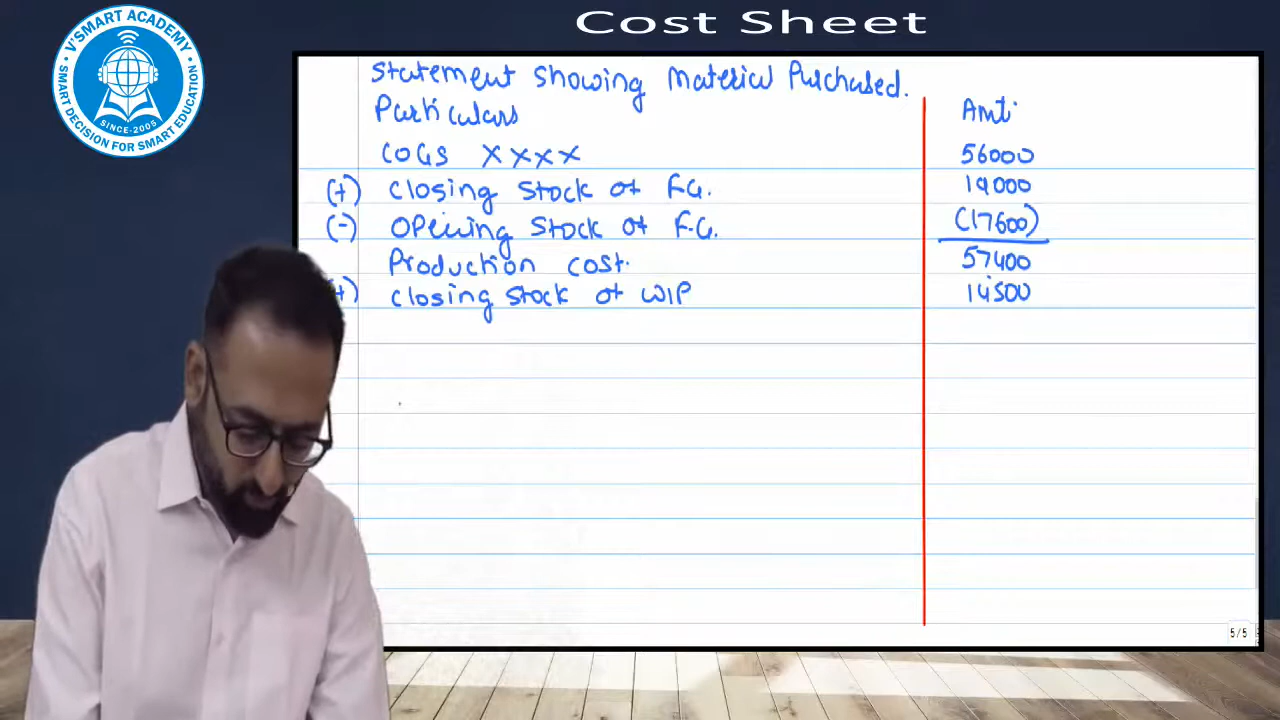 Cost Sheet
V'SMART ACADEMY
SINCE-2005
SMART DECISION FOR SMART EDUCATION
Statement showing Material Purchased.
Particulars Amt
COGS XXXX 56000
(+) Closing Stock of F.G. 19000
(-) Opening Stock of F.G. (17600)
Production cost. 57400
+) Closing stock of WIP 14500
5/5